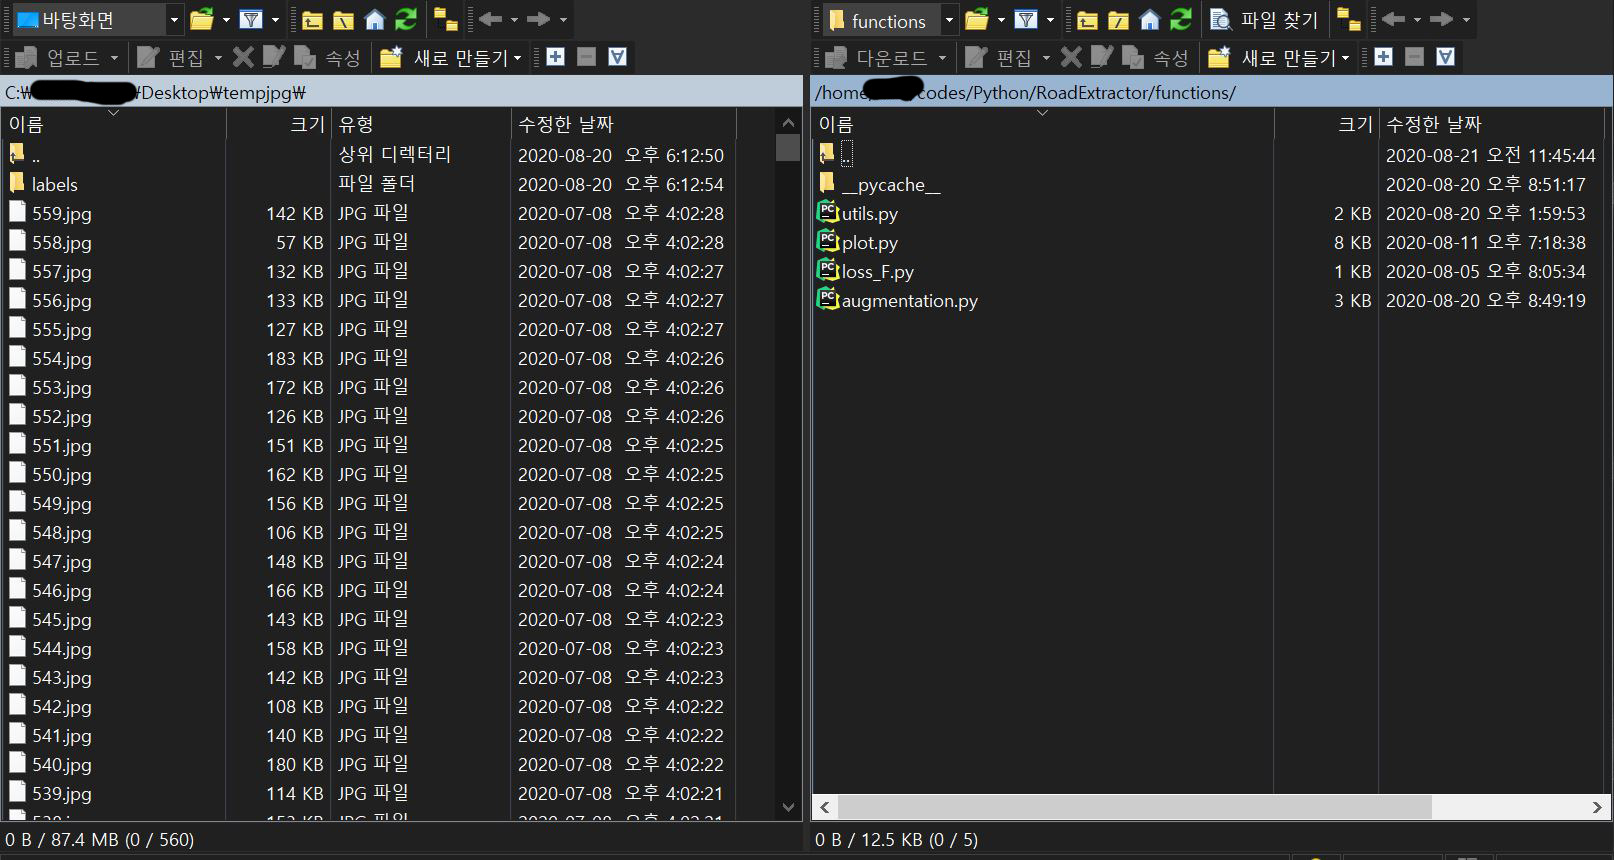 바탕화면
업로드 편집 속성 새로 만들기
C:₩ ₩Desktop₩tempjpg₩
이름 크기 유형 수정한 날짜
.. 상위 디렉터리 2020-08-20 오후 6:12:50
labels 파일 폴더 2020-08-20 오후 6:12:54
559.jpg 142 KB JPG 파일 2020-07-08 오후 4:02:28
558.jpg 57 KB JPG 파일 2020-07-08 오후 4:02:28
557.jpg 132 KB JPG 파일 2020-07-08 오후 4:02:27
556.jpg 133 KB JPG 파일 2020-07-08 오후 4:02:27
555.jpg 127 KB JPG 파일 2020-07-08 오후 4:02:27
554.jpg 183 KB JPG 파일 2020-07-08 오후 4:02:26
553.jpg 172 KB JPG 파일 2020-07-08 오후 4:02:26
552.jpg 126 KB JPG 파일 2020-07-08 오후 4:02:26
551.jpg 151 KB JPG 파일 2020-07-08 오후 4:02:25
550.jpg 162 KB JPG 파일 2020-07-08 오후 4:02:25
549.jpg 156 KB JPG 파일 2020-07-08 오후 4:02:25
548.jpg 106 KB JPG 파일 2020-07-08 오후 4:02:25
547.jpg 148 KB JPG 파일 2020-07-08 오후 4:02:24
546.jpg 166 KB JPG 파일 2020-07-08 오후 4:02:24
545.jpg 143 KB JPG 파일 2020-07-08 오후 4:02:23
544.jpg 158 KB JPG 파일 2020-07-08 오후 4:02:23
543.jpg 142 KB JPG 파일 2020-07-08 오후 4:02:23
542.jpg 108 KB JPG 파일 2020-07-08 오후 4:02:22
541.jpg 140 KB JPG 파일 2020-07-08 오후 4:02:22
540.jpg 180 KB JPG 파일 2020-07-08 오후 4:02:22
539.jpg 114 KB JPG 파일 2020-07-08 오후 4:02:21
0 B / 87.4 MB (0 / 560)
functions 파일 찾기
다운로드 편집 속성 새로 만들기
/home/ codes/Python/RoadExtractor/functions/
이름 크기 수정한 날짜
.. 2020-08-21 오전 11:45:44
__pycache__ 2020-08-20 오후 8:51:17
PC utils.py 2 KB 2020-08-20 오후 1:59:53
PC plot.py 8 KB 2020-08-11 오후 7:18:38
PC loss_F.py 1 KB 2020-08-05 오후 8:05:34
PC augmentation.py 3 KB 2020-08-20 오후 8:49:19
0 B / 12.5 KB (0 / 5)